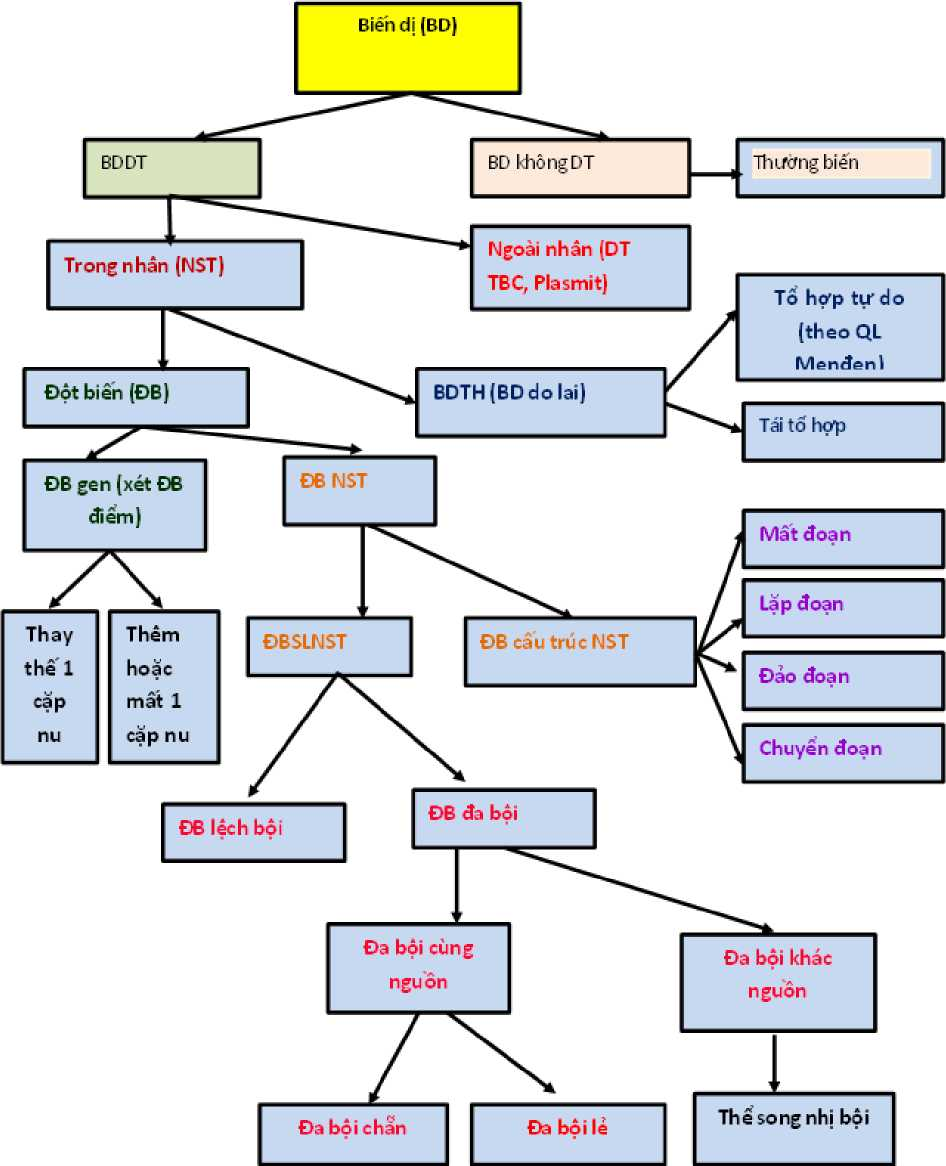 Biến dị (BD)
BDDT
BD không DT
Thường biến
Trong nhân (NST)
Ngoài nhân (DT
TBC, Plasmit)
Tổ hợp tự do
(theo QL
Menđen)
Đột biến (ĐB)
BDTH (BD do lai)
Tái tổ hợp
ĐB gen (xét ĐB
điểm)
ĐB NST
Mất đoạn
Lặp đoạn
Đảo đoạn
Chuyển đoạn
Thay
thế 1
cặp
nu
Thêm
hoặc
mất 1
cặp nu
ĐBSLNST
ĐB cấu trúc NST
ĐB lệch bội
ĐB đa bội
Đa bội cùng
nguồn
Đa bội khác
nguồn
Đa bội chẵn
Đa bội lẻ
Thể song nhị bội